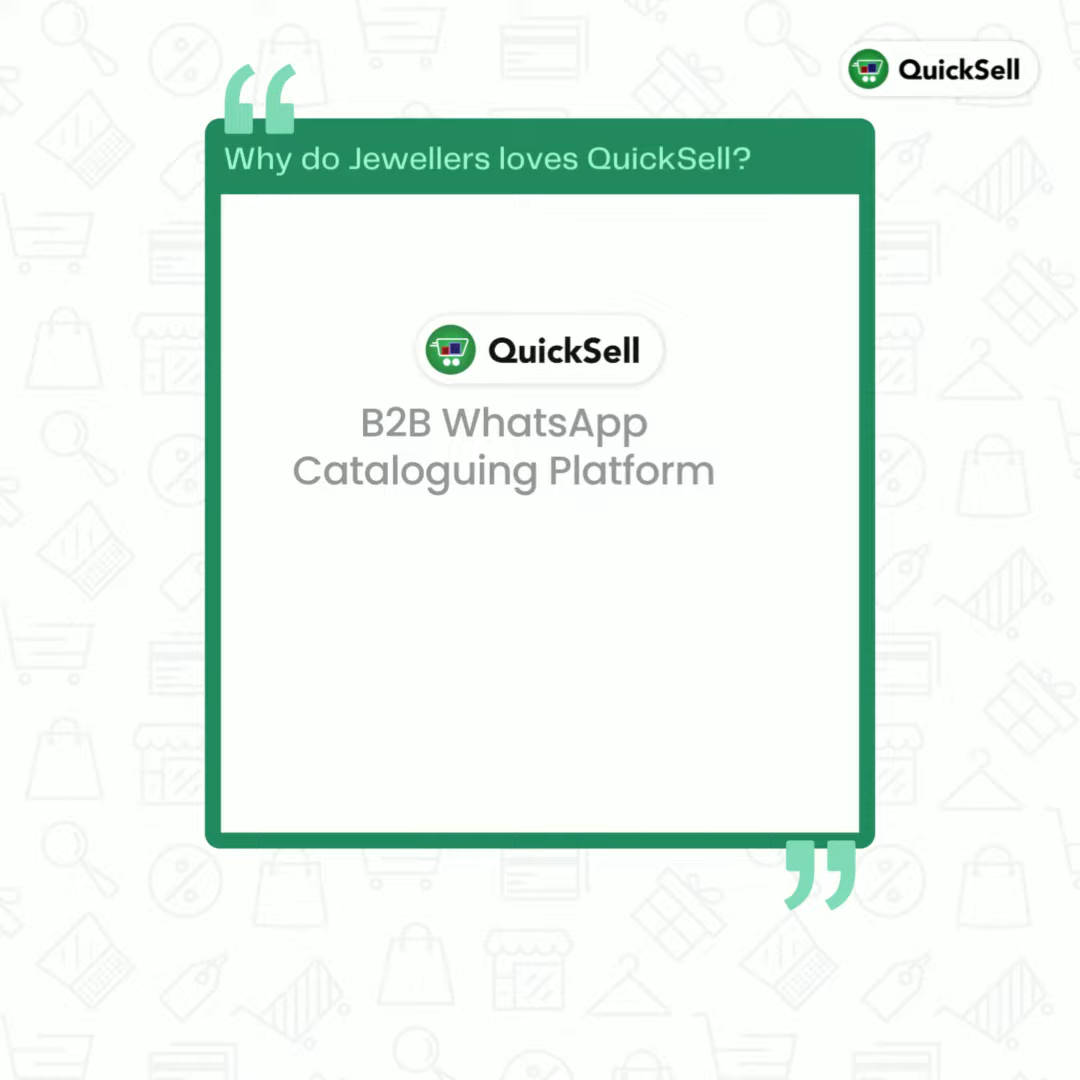 QuickSell
Why do Jewellers loves QuickSell?
QuickSell
B2B WhatsApp
Cataloguing Platform